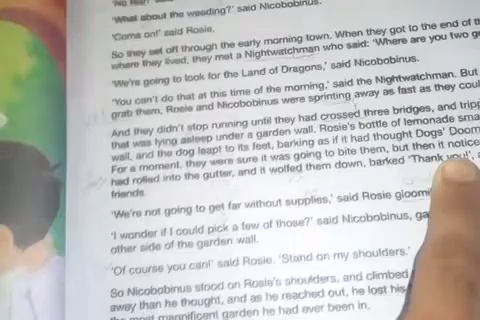 'What about the weeding?' said Nicobobinus.
'Come on!' said Rosie.
So they set off through the early morning town. When they got to the end of
where they lived, they met a Nightwatchman who said: 'Where are you two
'We're going to look for the Land of Dragons,' said Nicobobinus.
'You can't do that at this time of the morning,' said the Nightwatchman. But
grab them, Rosie and Nicobobinus were sprinting away as fast as they
And they didn't stop running until they had crossed three bridges, and
that was lying asleep under a garden wall. Rosie's bottle of lemonade
wall, and the dog leapt to its feet, barking as if it had thought Dogs'
For a moment, they were sure it was going to bite them, but then it
had rolled into the gutter, and it wolfed them down, barked 'Thank you!',
friends.
'We're not going to get far without supplies,' said Rosie
'I wonder if I could pick a few of those?' said Nicobobinus,
other side of the garden wall.
'Of course you can!' said Rosie. 'Stand on my shoulders.'
So Nicobobinus stood on Rosie's shoulders, and climbed
away than he thought, and as he reached out, he lost his
most magnificent garden he had ever been in.